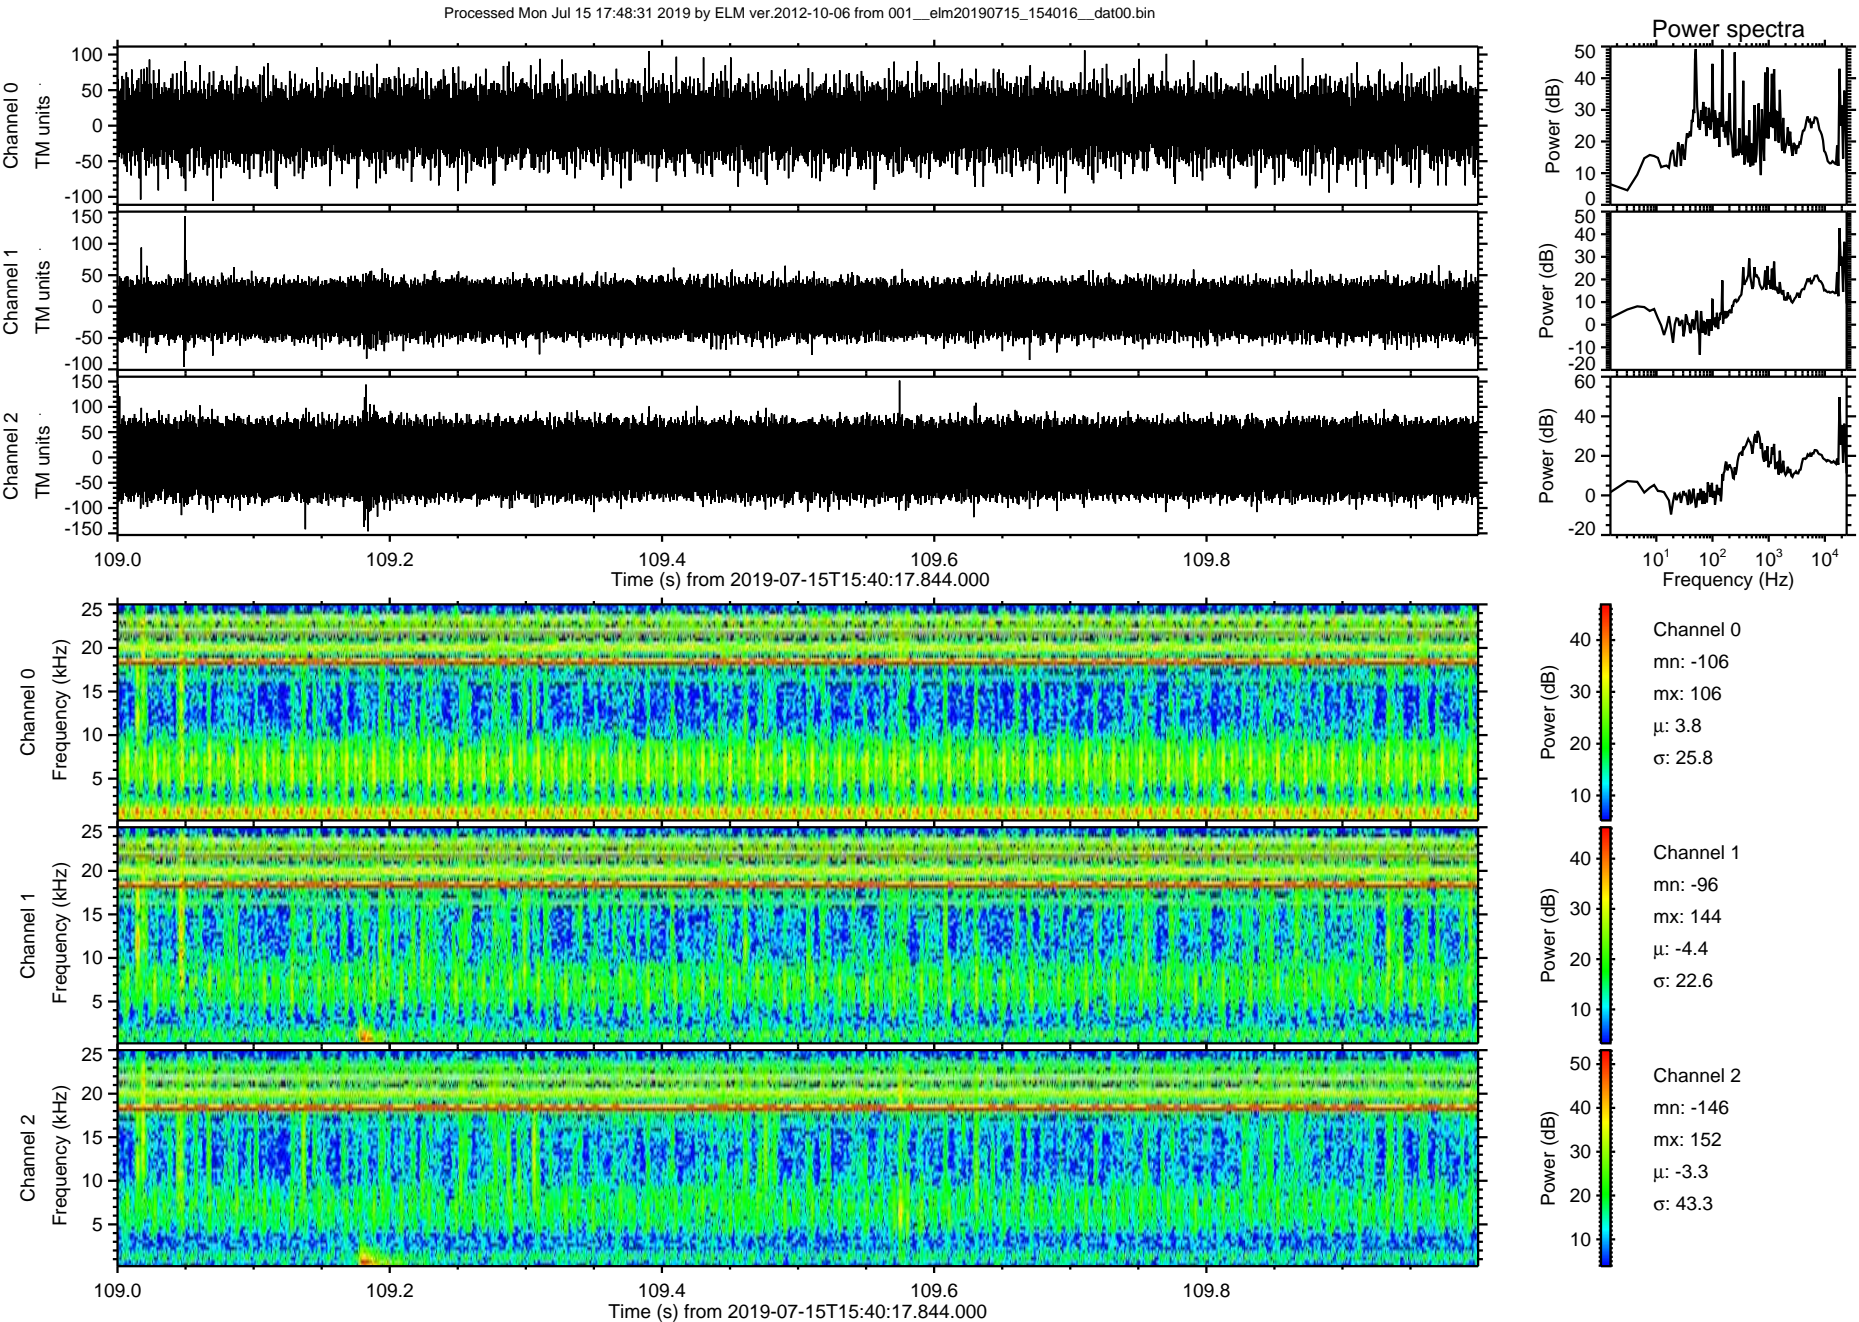 Processed Mon Jul 15 17:48:31 2019 by ELM ver.2012-10-06 from 001__elm20190715_154016__dat00.bin
Power spectra
Channel 0
TM units
100
50
0
-50
-100
Power (dB)
50
40
30
20
10
0
Channel 1
TM units
150
100
50
0
-50
-100
Power (dB)
50
40
30
20
10
0
-10
-20
Channel 2
TM units
150
100
50
0
-50
-100
-150
Power (dB)
60
40
20
0
-20
109.0 109.2 109.4 109.6 109.8
Time (s) from 2019-07-15T15:40:17.844.000
10¹ 10² 10³ 10⁴
Frequency (Hz)
Channel 0
Frequency (kHz)
25
20
15
10
5
Power (dB)
40
30
20
10
Channel 0
mn: -106
mx: 106
μ: 3.8
σ: 25.8
Channel 1
Frequency (kHz)
25
20
15
10
5
Power (dB)
40
30
20
10
Channel 1
mn: -96
mx: 144
μ: -4.4
σ: 22.6
Channel 2
Frequency (kHz)
25
20
15
10
5
Power (dB)
50
40
30
20
10
Channel 2
mn: -146
mx: 152
μ: -3.3
σ: 43.3
109.0 109.2 109.4 109.6 109.8
Time (s) from 2019-07-15T15:40:17.844.000